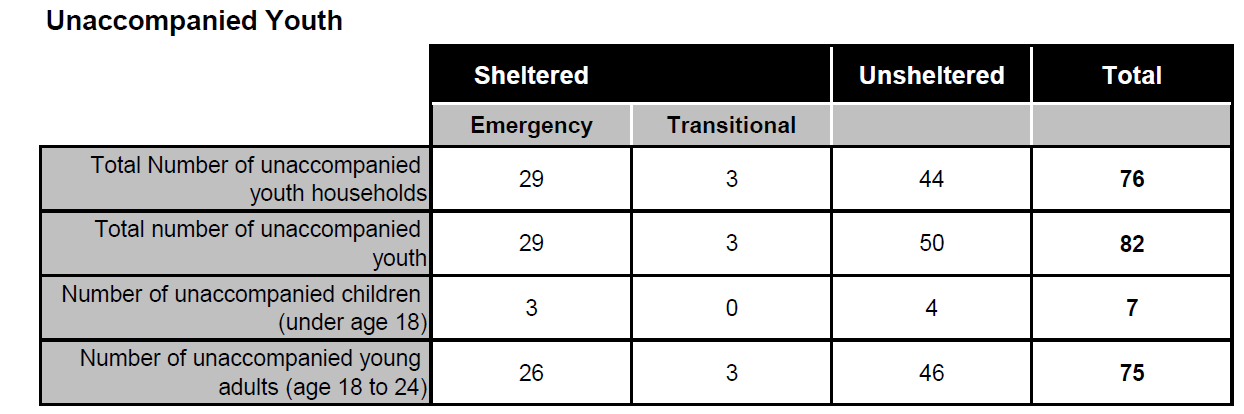 Unaccompanied Youth
Sheltered Unsheltered Total
Emergency Transitional
Total Number of unaccompanied
youth households 29 3 44 76
Total number of unaccompanied
youth 29 3 50 82
Number of unaccompanied children
(under age 18) 3 0 4 7
Number of unaccompanied young
adults (age 18 to 24) 26 3 46 75